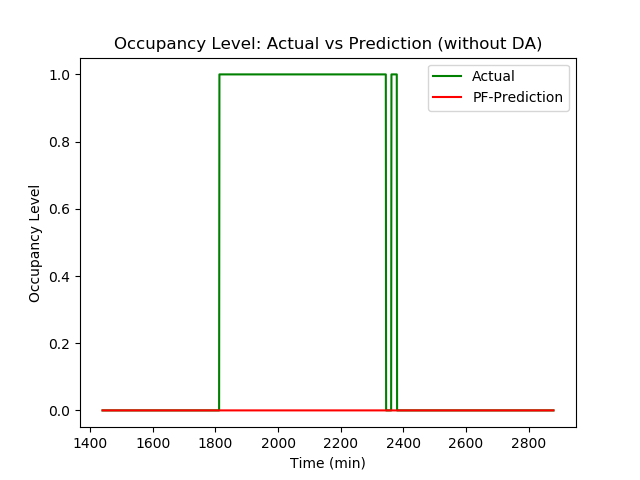 Occupancy Level: Actual vs Prediction (without DA)
1.0
0.8
0.6
0.4
0.2
0.0
Occupancy Level
Actual
PF-Prediction
1400 1600 1800 2000 2200 2400 2600 2800
Time (min)